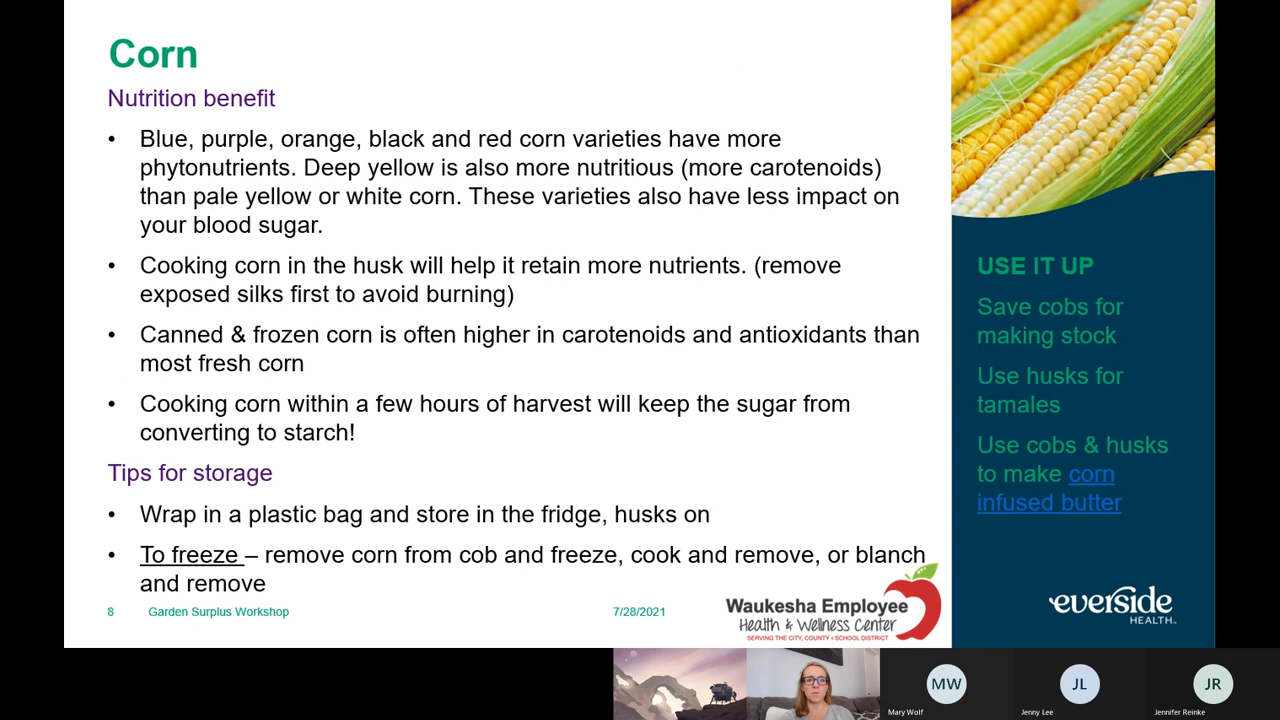 Corn
Nutrition benefit
• Blue, purple, orange, black and red corn varieties have more
phytonutrients. Deep yellow is also more nutritious (more carotenoids)
than pale yellow or white corn. These varieties also have less impact on
your blood sugar.
• Cooking corn in the husk will help it retain more nutrients. (remove
exposed silks first to avoid burning)
• Canned & frozen corn is often higher in carotenoids and antioxidants than
most fresh corn
• Cooking corn within a few hours of harvest will keep the sugar from
converting to starch!
Tips for storage
• Wrap in a plastic bag and store in the fridge, husks on
• To freeze – remove corn from cob and freeze, cook and remove, or blanch
and remove
8 Garden Surplus Workshop 7/28/2021
Waukesha Employee
Health & Wellness Center
SERVING THE CITY, COUNTY & SCHOOL DISTRICT
USE IT UP
Save cobs for
making stock
Use husks for
tamales
Use cobs & husks
to make corn
infused butter
everside
HEALTH™
MW JL JR
Mary Wolf Jenny Lee Jennifer Reinke